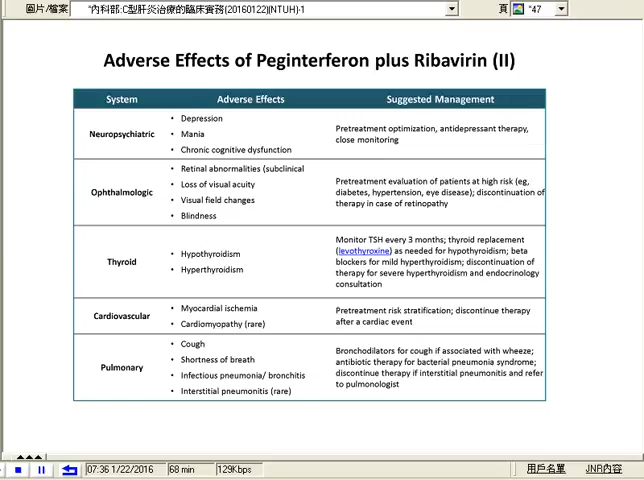 圖片/檔案
"內科部:C型肝炎治療的臨床實務(20160122)(NTUH)-1
頁
"47
Adverse Effects of Peginterferon plus Ribavirin (II)
System
Adverse Effects
Suggested Management
Neuropsychiatric
• Depression
• Mania
• Chronic cognitive dysfunction
Pretreatment optimization, antidepressant therapy,
close monitoring
Ophthalmologic
• Retinal abnormalities (subclinical
• Loss of visual acuity
• Visual field changes
• Blindness
Pretreatment evaluation of patients at high risk (eg,
diabetes, hypertension, eye disease); discontinuation of
therapy in case of retinopathy
Thyroid
• Hypothyroidism
• Hyperthyroidism
Monitor TSH every 3 months; thyroid replacement
(levothyroxine) as needed for hypothyroidism; beta
blockers for mild hyperthyroidism; discontinuation of
therapy for severe hyperthyroidism and endocrinology
consultation
Cardiovascular
• Myocardial ischemia
• Cardiomyopathy (rare)
Pretreatment risk stratification; discontinue therapy
after a cardiac event
Pulmonary
• Cough
• Shortness of breath
• Infectious pneumonia/ bronchitis
• Interstitial pneumonitis (rare)
Bronchodilators for cough if associated with wheeze;
antibiotic therapy for bacterial pneumonia syndrome;
discontinue therapy if interstitial pneumonitis and refer
to pulmonologist
07:36 1/22/2016
68 min
129Kbps
用戶名單
JNR內容